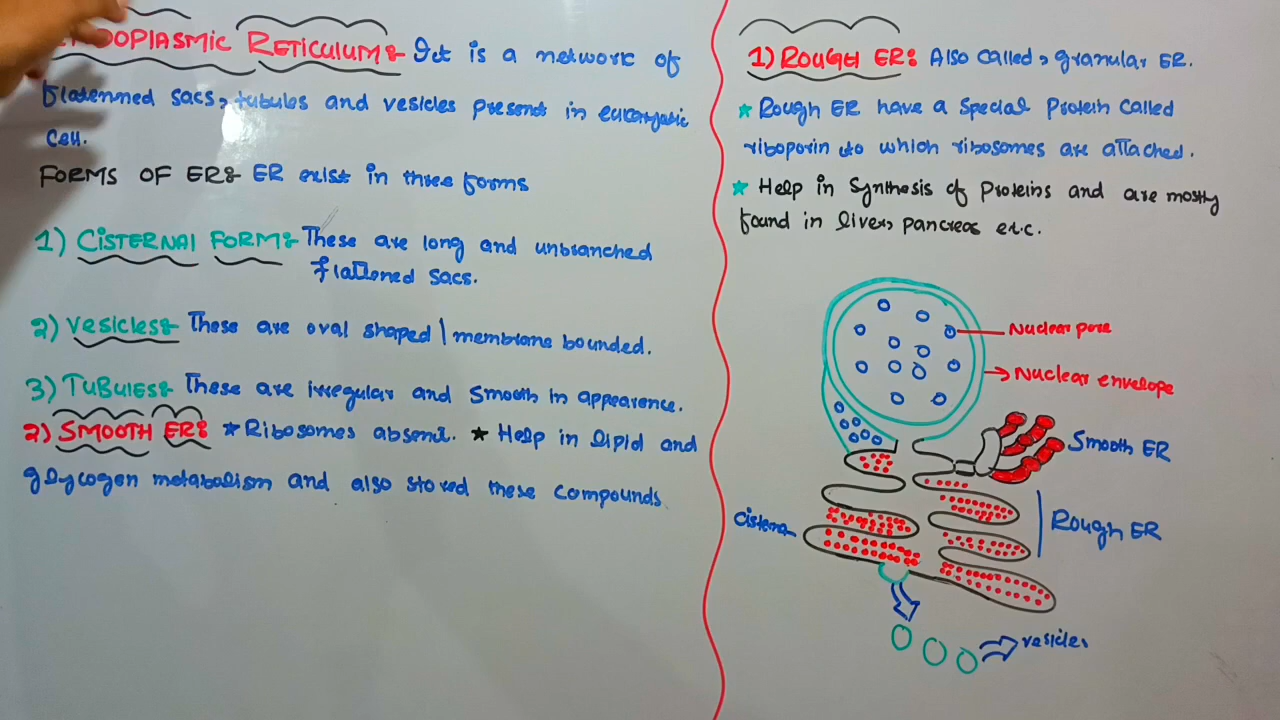 DOPlASMiC RETiCULUM:- It is a network of
flatenned sacs, tubules and vesicles present in eukaryotic
Cell.
FORMS OF ER:- ER exist in three forms
1) CiSTERNAl FORM:- These are long and unbranched
flattened sacs.
2) Vesicles:- These are oval shaped / membrane bounded.
3) TuBulES:- These are irregular and smooth in appearence.
2) SMOOTH ER: * Ribosomes absent. * Help in lipid and
glycogen metabolism and also stored these compounds
1) ROUGH ER: Also called, granular ER.
* Rough ER have a special Protein called
riboporin to which ribosomes are attached.
* Help in Synthesis of Proteins and are mostly
found in liver, pancreas etc.
Nuclear pore
Nuclear envelope
Smooth ER
Rough ER
Cisterna
vesicles